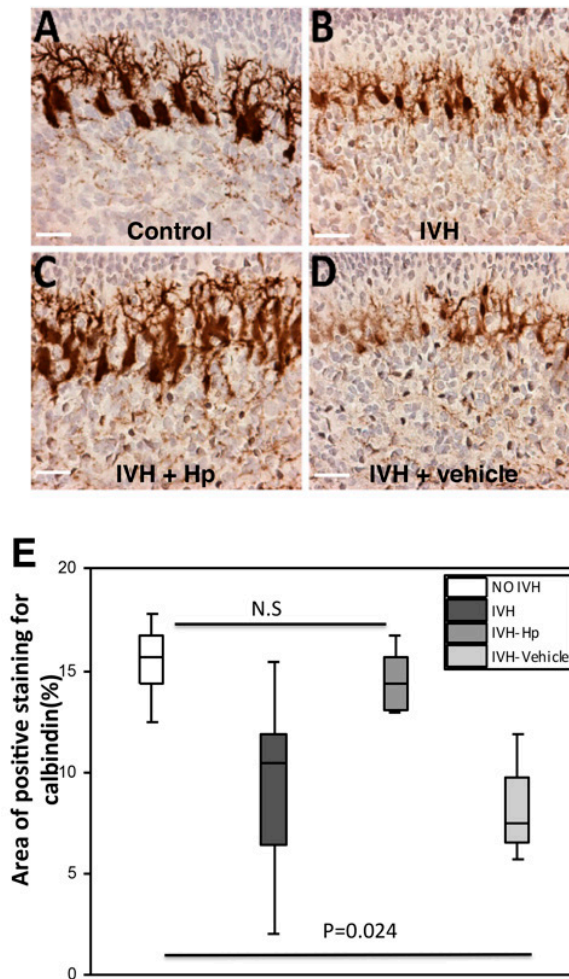 A
B
Control
IVH
C
D
IVH + Hp
IVH + vehicle
E
Area of positive staining for
calbindin(%)
20
15
10
5
0
N.S
NO IVH
IVH
IVH-Hp
IVH-Vehicle
P=0.024